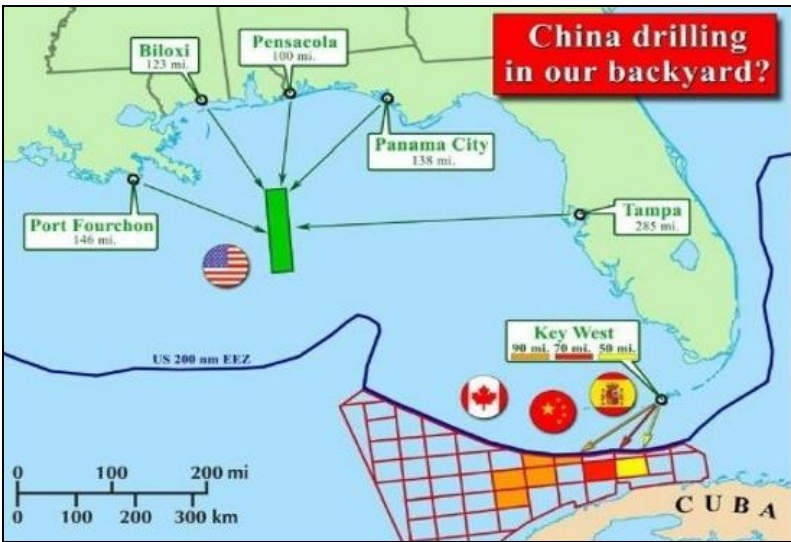 China drilling
in our backyard?
Biloxi
123 mi.
Pensacola
100 mi.
Panama City
138 mi.
Port Fourchon
146 mi.
Tampa
285 mi.
US 200 nm EEZ
Key West
90 mi. 70 mi. 50 mi.
0 100 200 mi
0 100 200 300 km
CUBA